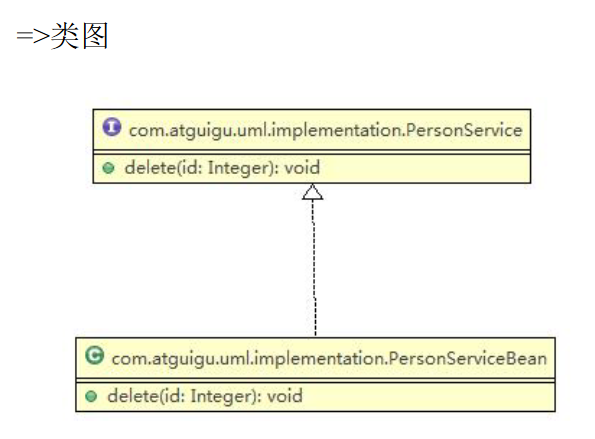 =>类图
I com.atguigu.uml.implementation.PersonService
delete(id: Integer): void
C com.atguigu.uml.implementation.PersonServiceBean
delete(id: Integer): void